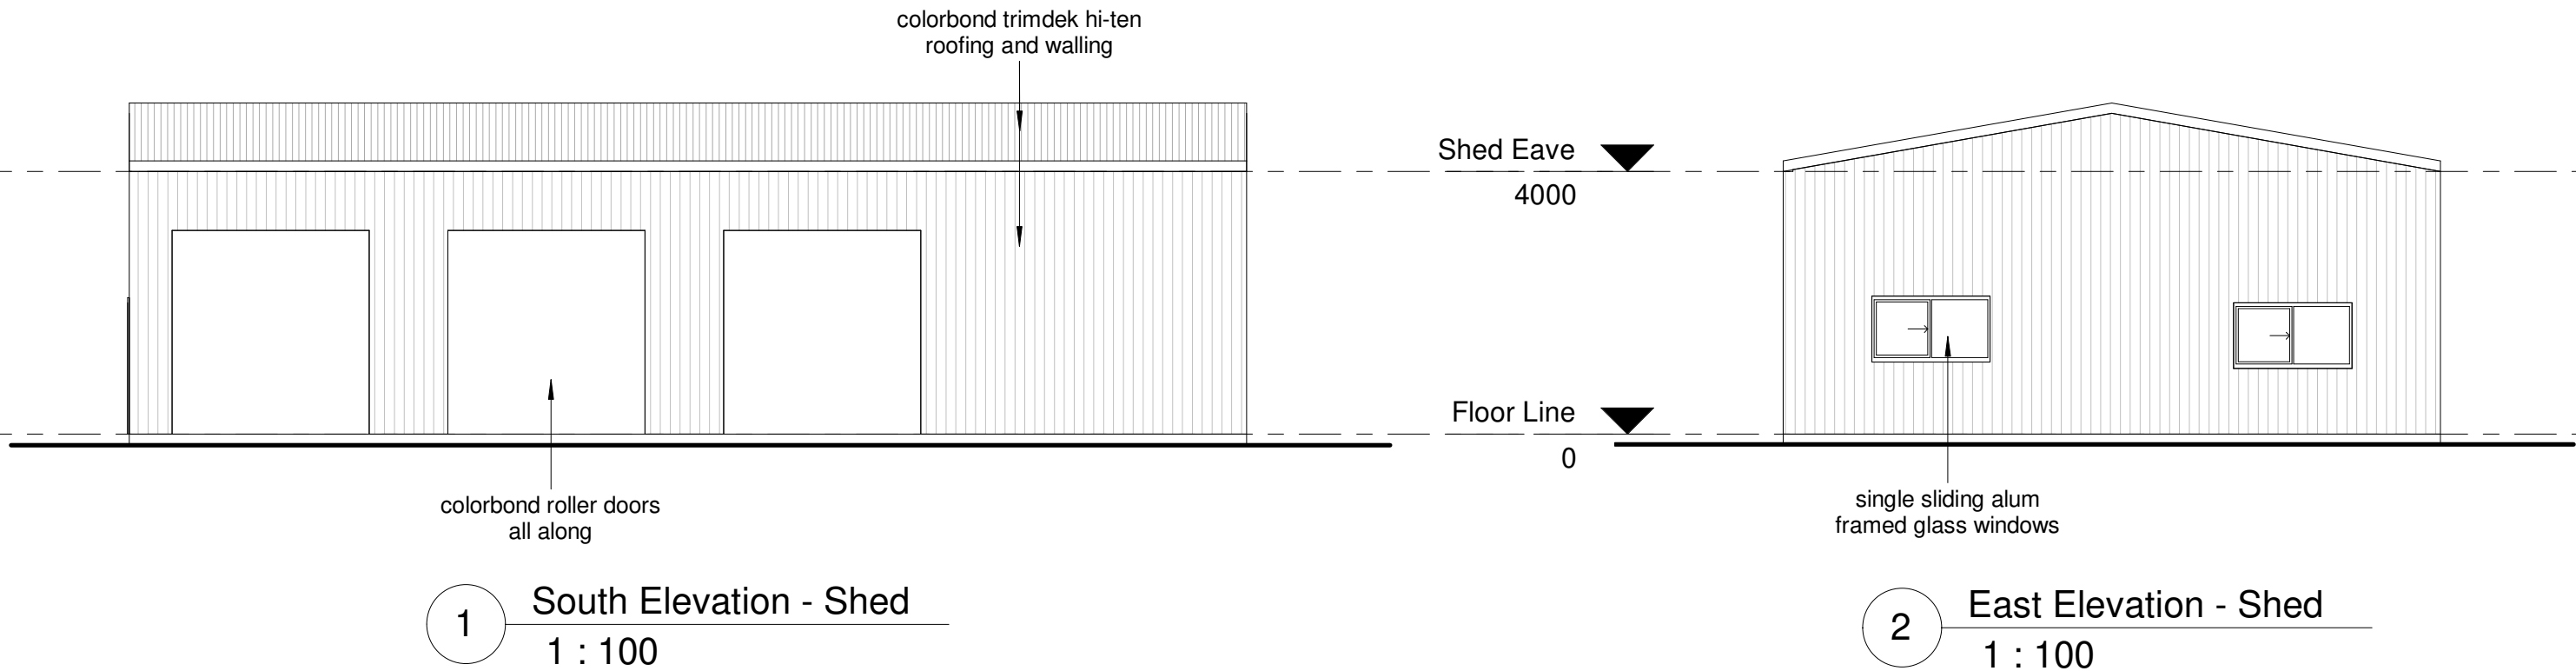 colorbond trimdek hi-ten
roofing and walling
Shed Eave
4000
Floor Line
0
colorbond roller doors
all along
single sliding alum
framed glass windows
1
South Elevation - Shed
1 : 100
2
East Elevation - Shed
1 : 100